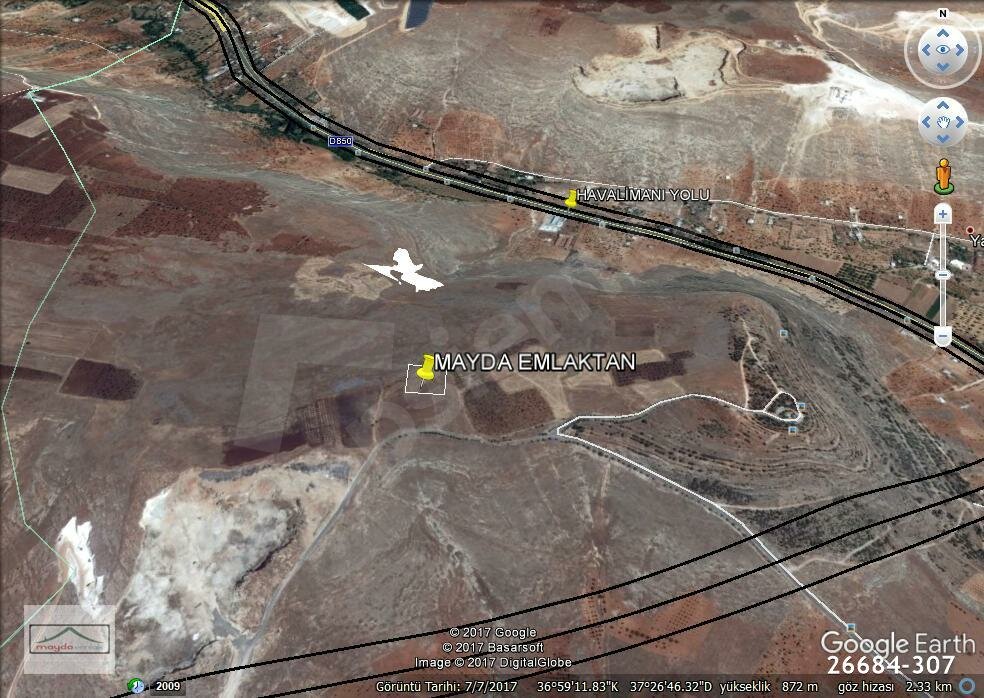 N
D850
HAVALİMANI YOLU
Ya
MAYDA EMLAKTAN
mayda
© 2017 Google
© 2017 Basarsoft
Image © 2017 DigitalGlobe
Google Earth
26684-307
2009
Görüntü Tarihi: 7/7/2017 36°59'11.83"K 37°26'46.32"D yükseklik 872 m göz hizası 2.33 km